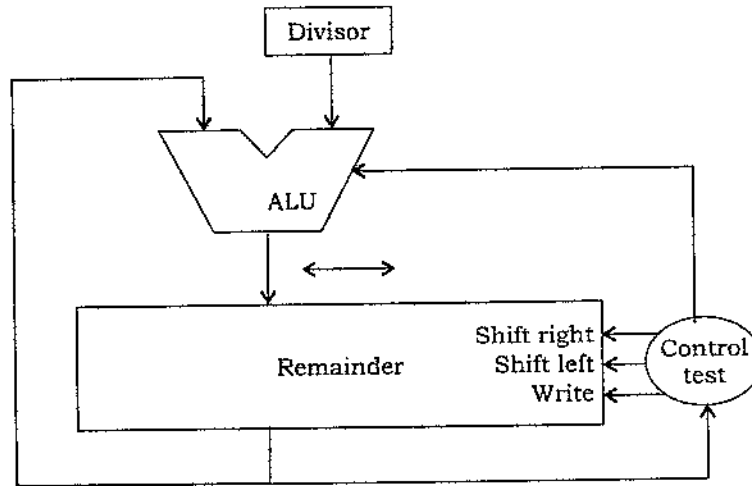 Divisor
ALU
Shift right
Remainder
Shift left
Write
Control
test